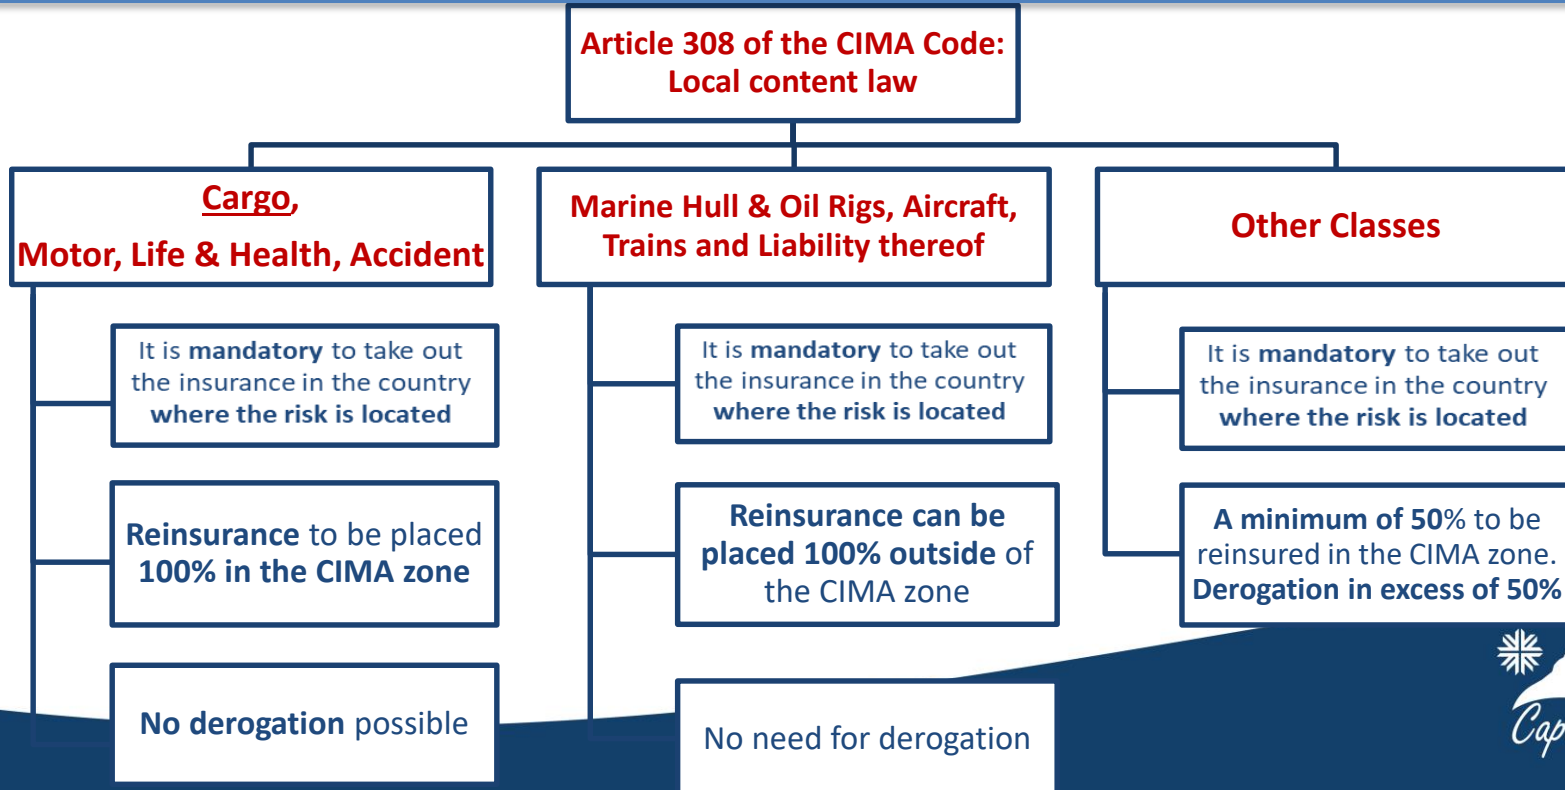 Article 308 of the CIMA Code:
Local content law
Cargo,
Motor, Life & Health, Accident
It is mandatory to take out
the insurance in the country
where the risk is located
Reinsurance to be placed
100% in the CIMA zone
No derogation possible
Marine Hull & Oil Rigs, Aircraft,
Trains and Liability thereof
It is mandatory to take out
the insurance in the country
where the risk is located
Reinsurance can be
placed 100% outside of
the CIMA zone
No need for derogation
Other Classes
It is mandatory to take out
the insurance in the country
where the risk is located
A minimum of 50% to be
reinsured in the CIMA zone.
Derogation in excess of 50%
Cap